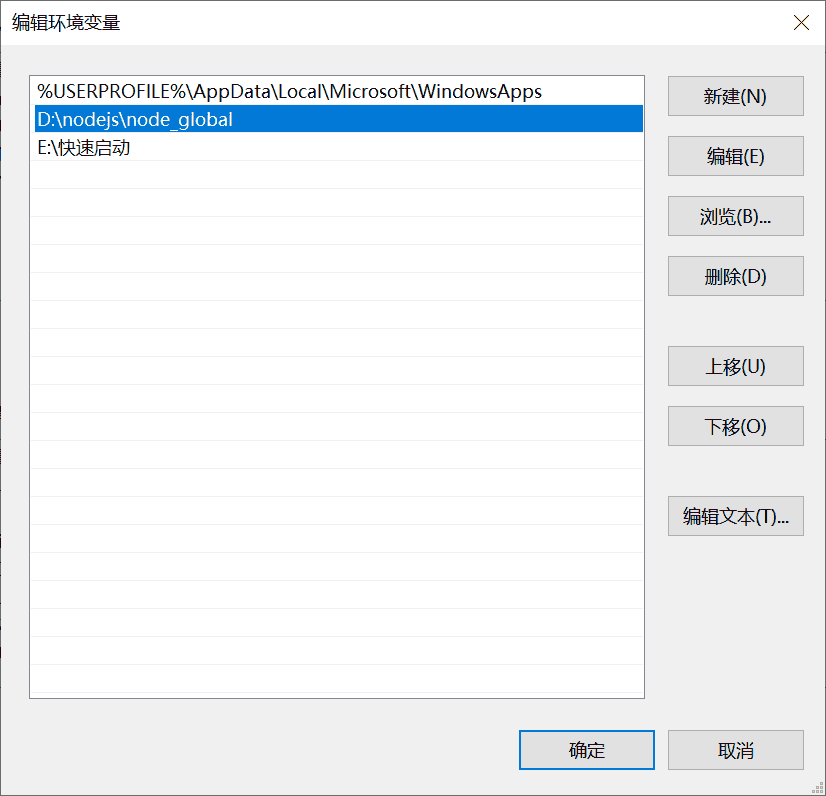 编辑环境变量
%USERPROFILE%\AppData\Local\Microsoft\WindowsApps
D:\nodejs\node_global
E:\快速启动
新建(N)
编辑(E)
浏览(B)...
删除(D)
上移(U)
下移(O)
编辑文本(T)...
确定
取消